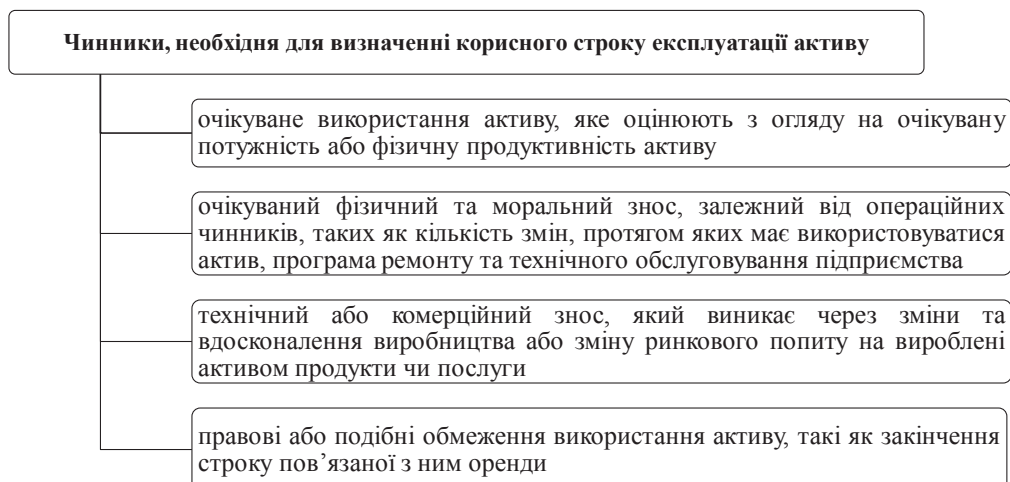 Чинники, необхідня для визначенні корисного строку експлуатації активу
очікуване використання активу, яке оцінюють з огляду на очікувану
потужність або фізичну продуктивність активу
очікуваний фізичний та моральний знос, залежний від операційних
чинників, таких як кількість змін, протягом яких має використовуватися
актив, програма ремонту та технічного обслуговування підприємства
технічний або комерційний знос, який виникає через зміни та
вдосконалення виробництва або зміну ринкового попиту на вироблені
активом продукти чи послуги
правові або подібні обмеження використання активу, такі як закінчення
строку пов’язаної з ним оренди